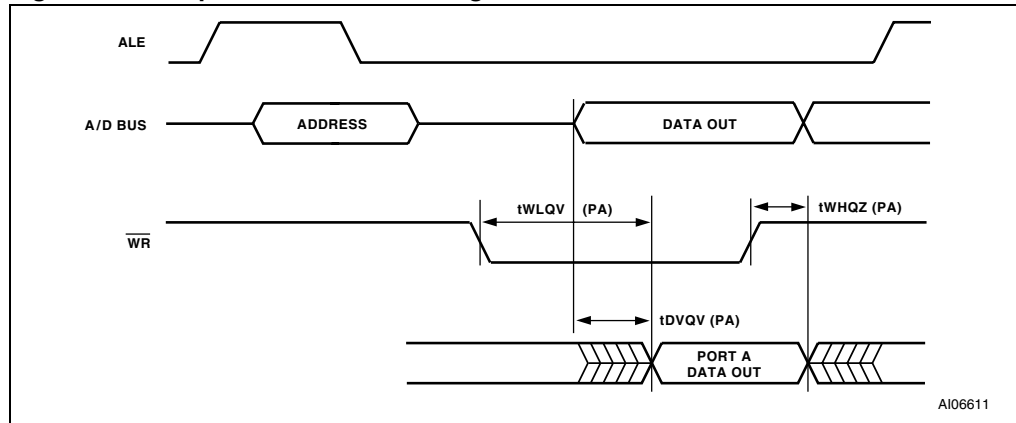 ALE
A/D BUS
ADDRESS
DATA OUT
tWLQV (PA)
tWHQZ (PA)
WR
tDVQV (PA)
PORT A
DATA OUT
AI06611